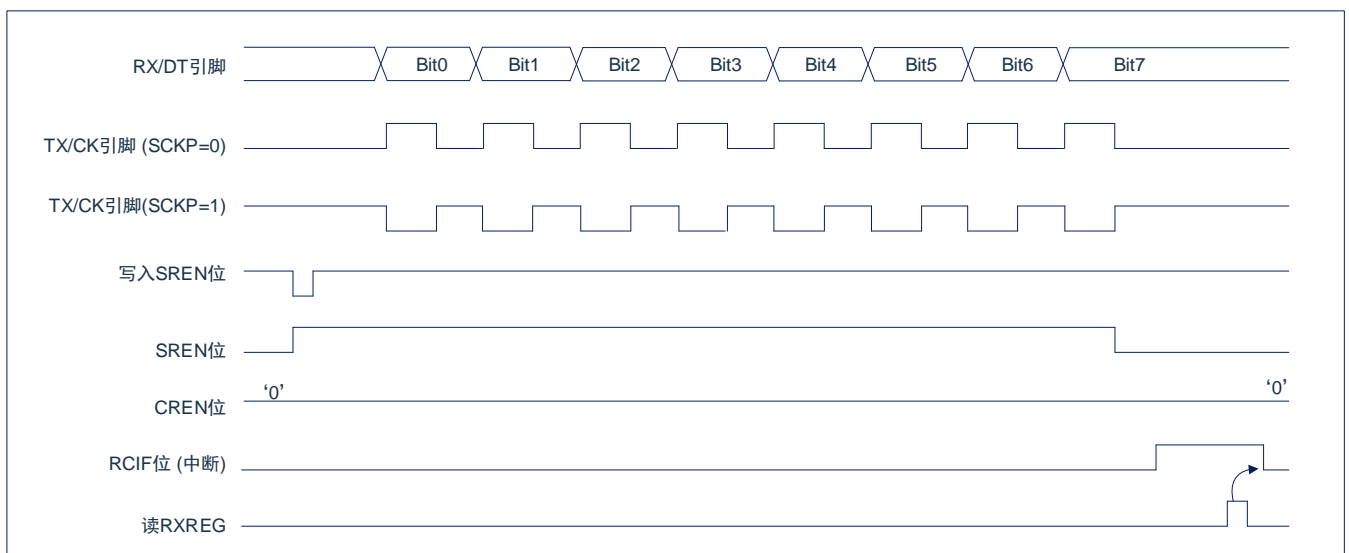 RX/DT引脚 Bit0 Bit1 Bit2 Bit3 Bit4 Bit5 Bit6 Bit7
TX/CK引脚 (SCKP=0)
TX/CK引脚(SCKP=1)
写入SREN位
SREN位
‘0’ ‘0’
CREN位
RCIF位 (中断)
读RXREG